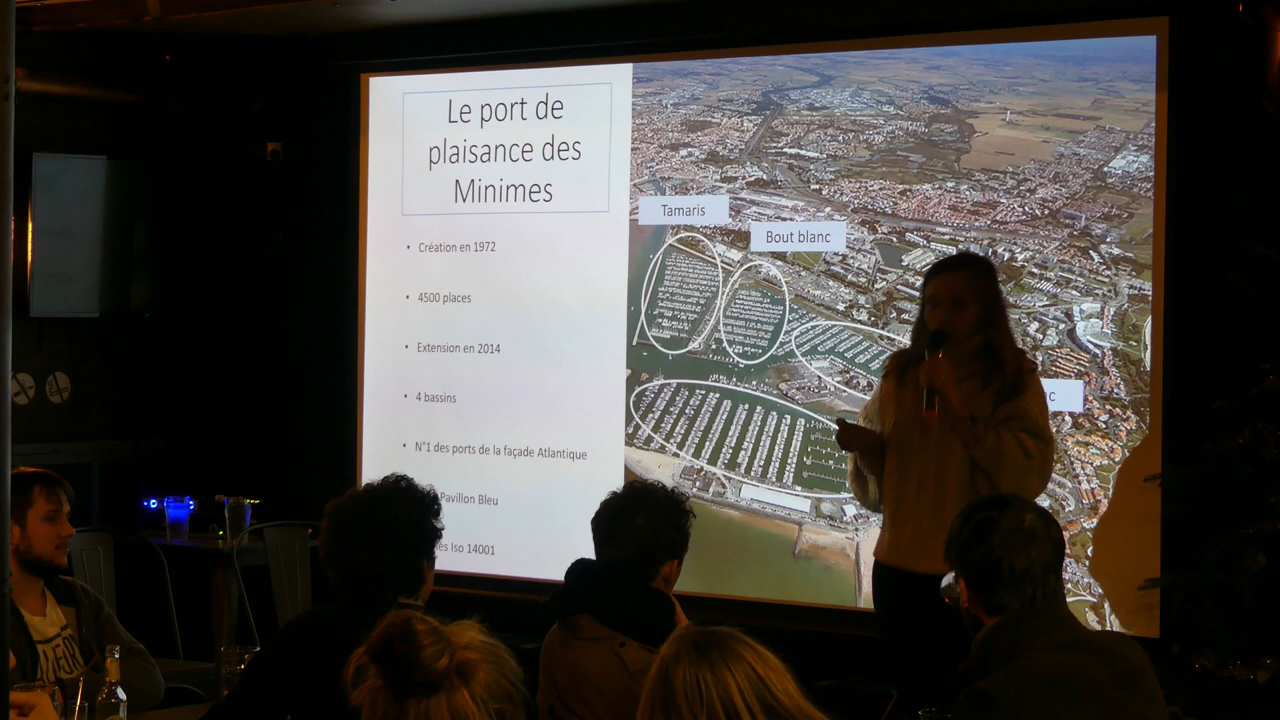 Le port de
plaisance des
Minimes
• Création en 1972
• 4500 places
• Extension en 2014
• 4 bassins
• N°1 des ports de la façade Atlantique
Pavillon Bleu
Iso 14001
Tamaris
Bout blanc